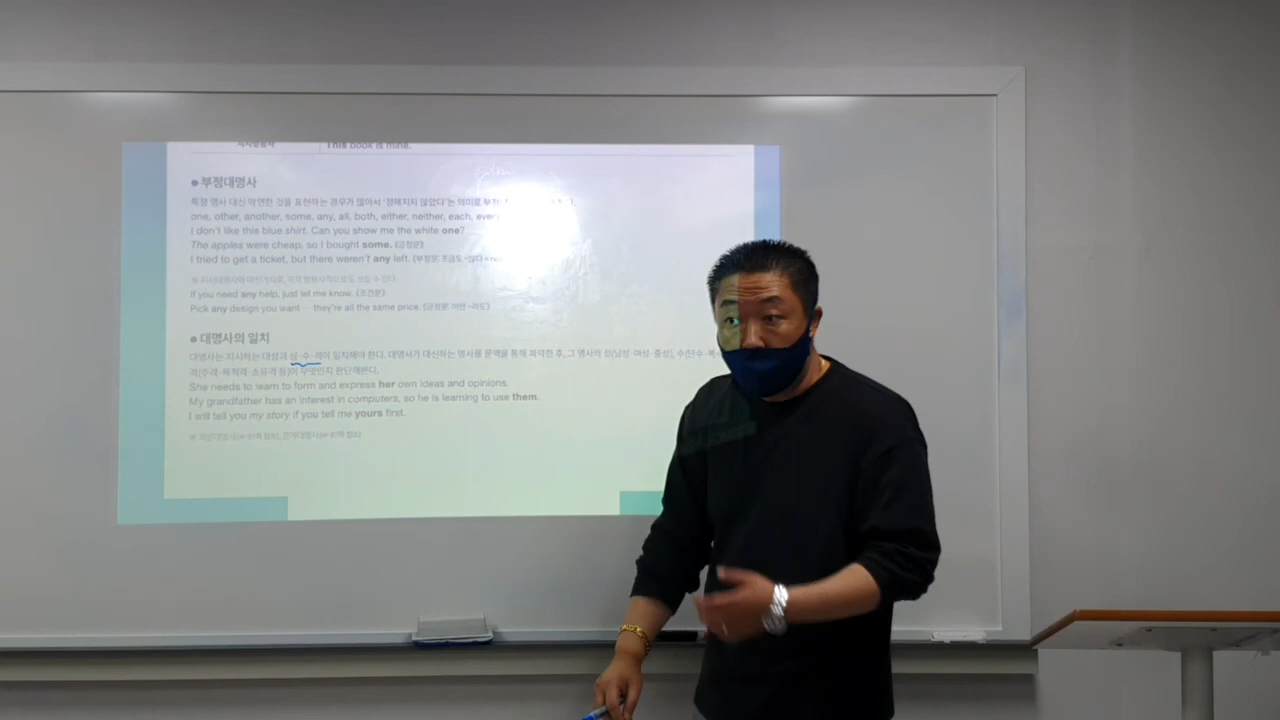 This book is mine.
● 부정대명사
특정 명사 대신 막연한 것을 표현하는 경우가 많아서 '정해지지 않았다'는 의미로
one, other, another, some, any, all, both, either, neither, each,
I don't like this blue shirt. Can you show me the white one?
The apples were cheap, so I bought some. (긍정문)
I tried to get a ticket, but there weren't any left.
If you need any help, just let me know. (조건문)
Pick any design you want — they're all the same price.
● 대명사의 일치
대명사는 지시하는 대상과 성·수·격이 일치해야 한다. 대명사가 대신하는 명사를 문맥을 통해 파악한 후, 그 명사의 성(남성·여성·중성), 수(단수·복
격(주격·목적격·소유격 등)이 무엇인지 판단해본다.
She needs to learn to form and express her own ideas and opinions.
My grandfather has an interest in computers, so he is learning to use them.
I will tell you my story if you tell me yours first.